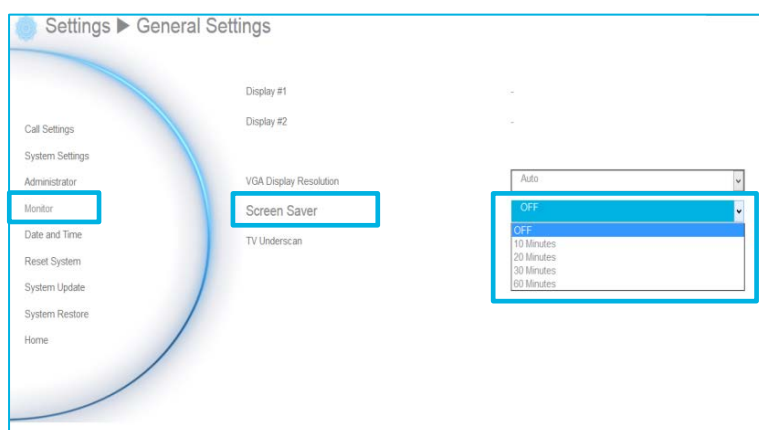 Settings ▶ General Settings
Display #1 -
Call Settings
Display #2 -
System Settings
Administrator
VGA Display Resolution Auto
Monitor
Screen Saver OFF
Date and Time
TV Underscan
OFF
10 Minutes
20 Minutes
30 Minutes
60 Minutes
Reset System
System Update
System Restore
Home